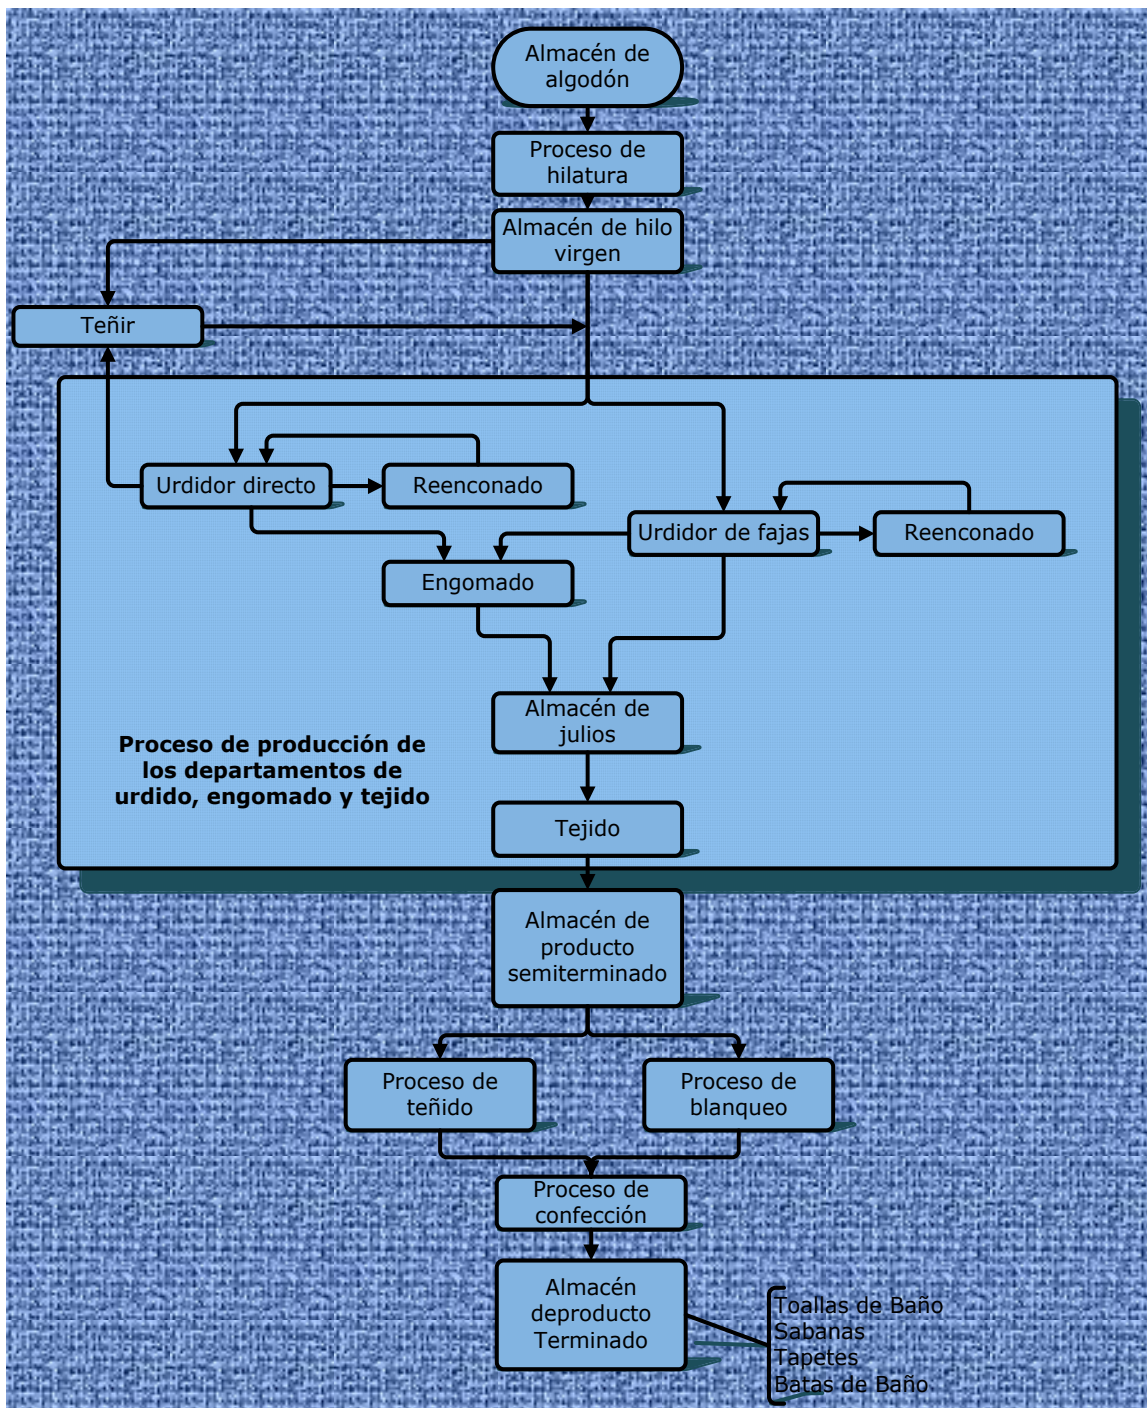 Almacén de
algodón
Proceso de
hilatura
Almacén de hilo
virgen
Teñir
Urdidor directo
Reenconado
Urdidor de fajas
Reenconado
Engomado
Almacén de
julios
Proceso de producción de
los departamentos de
urdido, engomado y tejido
Tejido
Almacén de
producto
semiterminado
Proceso de
teñido
Proceso de
blanqueo
Proceso de
confección
Almacén
deproducto
Terminado
Toallas de Baño
Sabanas
Tapetes
Batas de Baño